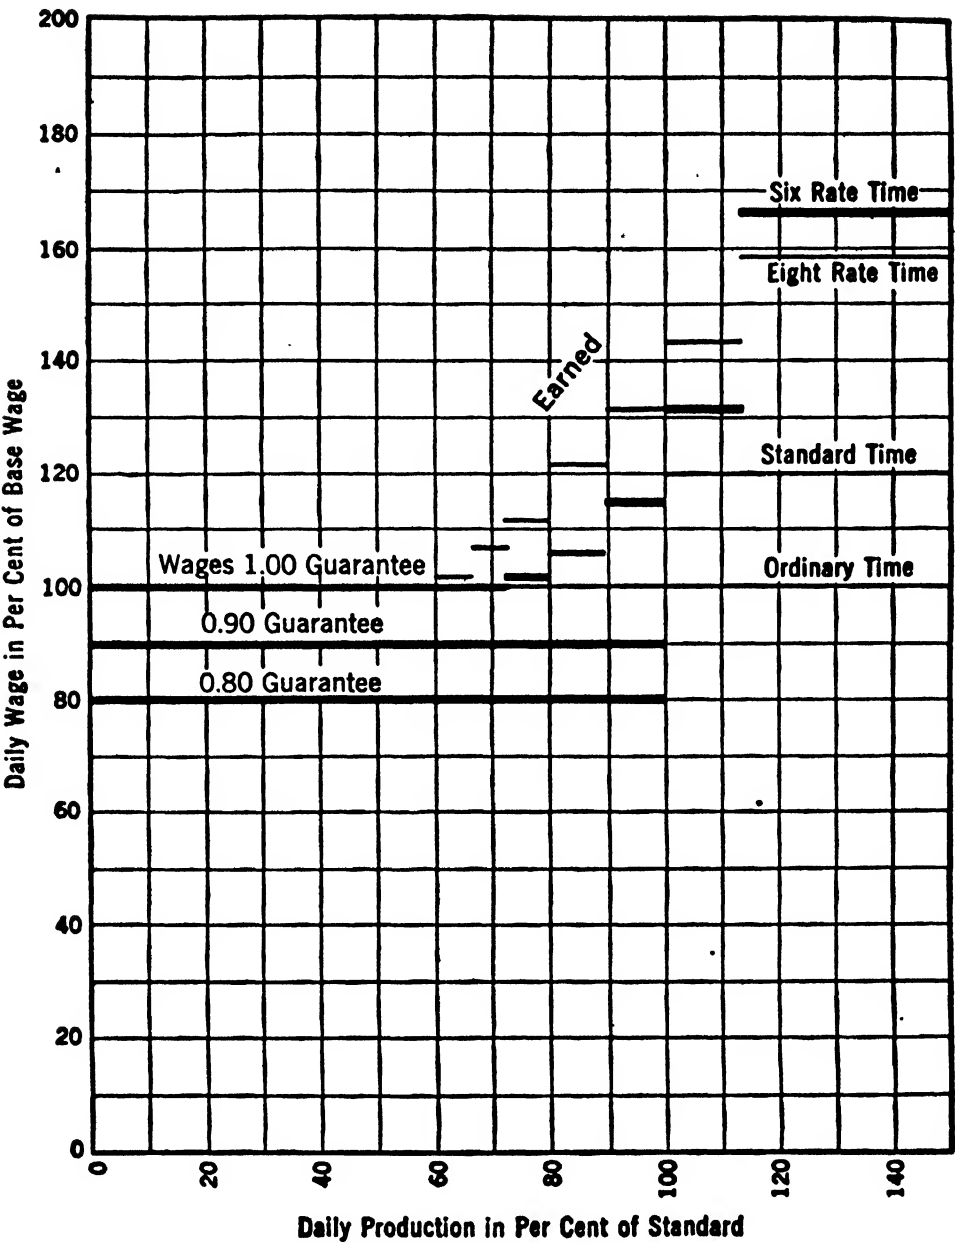 200
180
160
140
120
100
80
60
40
20
0
Daily Wage in Per Cent of Base Wage
Six Rate Time
Eight Rate Time
Earned
Standard Time
Wages 1.00 Guarantee
Ordinary Time
0.90 Guarantee
0.80 Guarantee
0 20 40 60 80 100 120 140
Daily Production in Per Cent of Standard